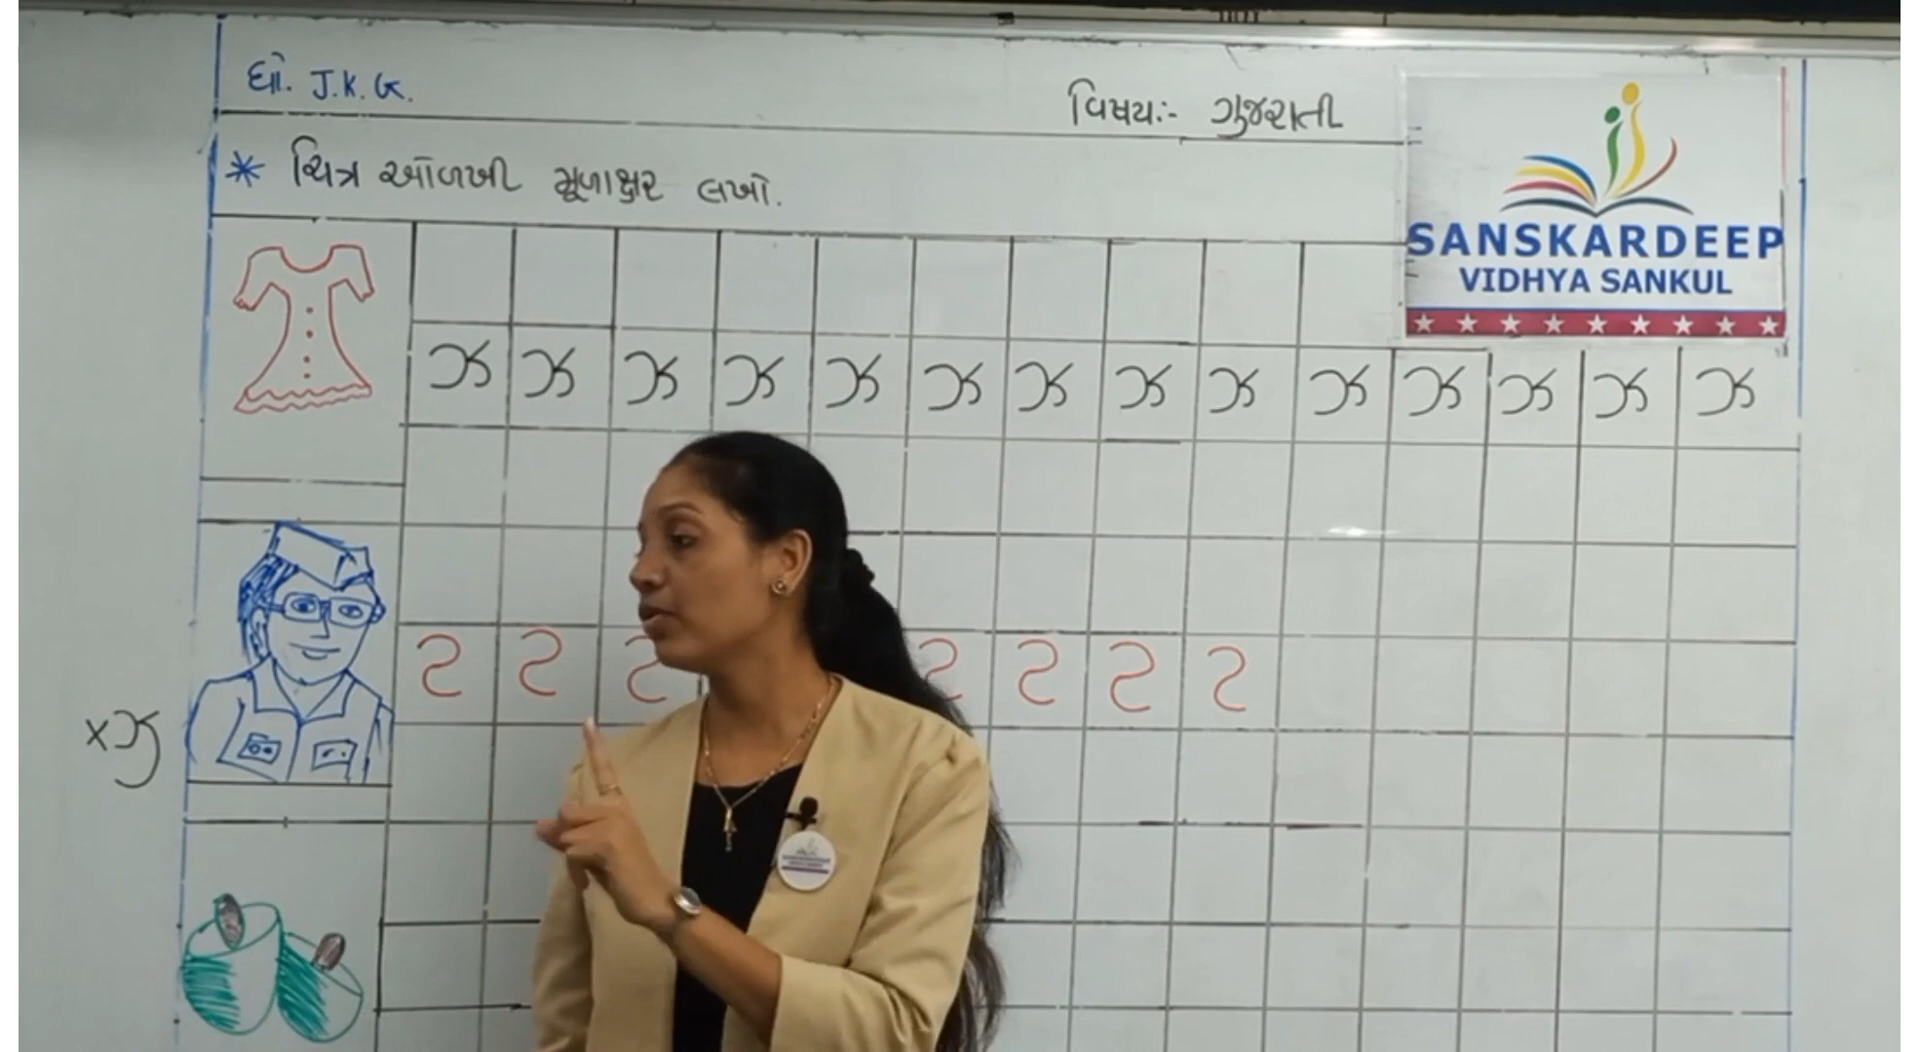 ધો. J.K.G.
વિષય:- ગુજરાતી
* ચિત્ર ઓળખી મૂળાક્ષર લખો.
SANSKARDEEP
VIDHYA SANKUL
ઝ ઝ ઝ ઝ ઝ ઝ ઝ ઝ ઝ ઝ ઝ ઝ ઝ ઝ
ટ ટ ટ ટ ટ ટ ટ